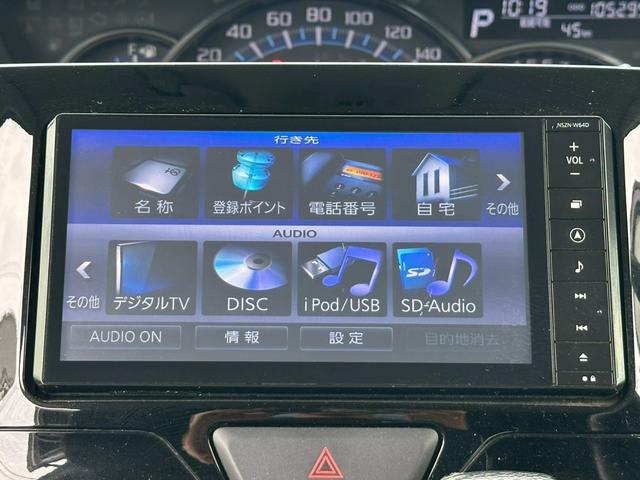 20 40 60 80 100 120 140
F
P 10:19
45 km
NSZN-W64D
行き先
名称 登録ポイント 電話番号 自宅 その他
AUDIO
その他 デジタルTV DISC iPod/USB SD-Audio
AUDIO ON 情報 設定 目的地消去
+
VOL
−